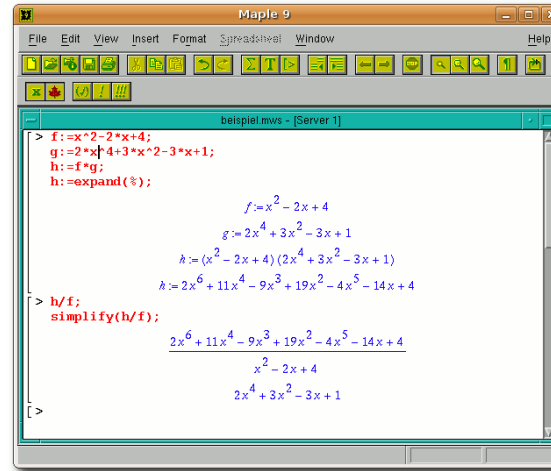 Maple 9
File Edit View Insert Format Spreadsheet Window Help
beispiel.mws - [Server 1]
[ > f:=x^2-2*x+4;
g:=2*x^4+3*x^2-3*x+1;
h:=f*g;
h:=expand(%);
f:=x² − 2x + 4
g:=2x⁴ + 3x² − 3x + 1
h:=(x² − 2x + 4)(2x⁴ + 3x² − 3x + 1)
h:=2x⁶ + 11x⁴ − 9x³ + 19x² − 4x⁵ − 14x + 4
[ > h/f;
simplify(h/f);
2x⁶ + 11x⁴ − 9x³ + 19x² − 4x⁵ − 14x + 4
x² − 2x + 4
2x⁴ + 3x² − 3x + 1
[ >